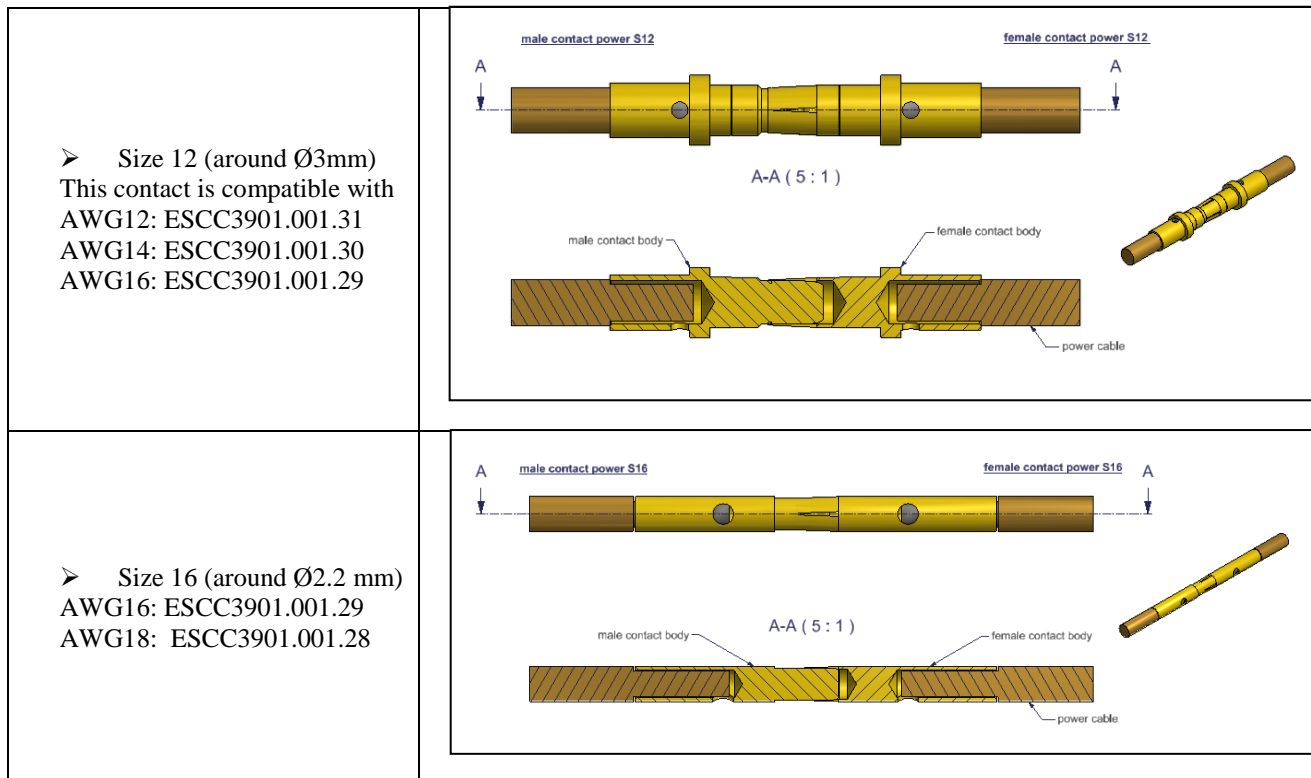 ➢ Size 12 (around Ø3mm)
This contact is compatible with
AWG12: ESCC3901.001.31
AWG14: ESCC3901.001.30
AWG16: ESCC3901.001.29
male contact power S12
female contact power S12
A
A
A-A ( 5 : 1 )
male contact body
female contact body
power cable
➢ Size 16 (around Ø2.2 mm)
AWG16: ESCC3901.001.29
AWG18: ESCC3901.001.28
A
male contact power S16
female contact power S16
A
A-A ( 5 : 1 )
male contact body
female contact body
power cable